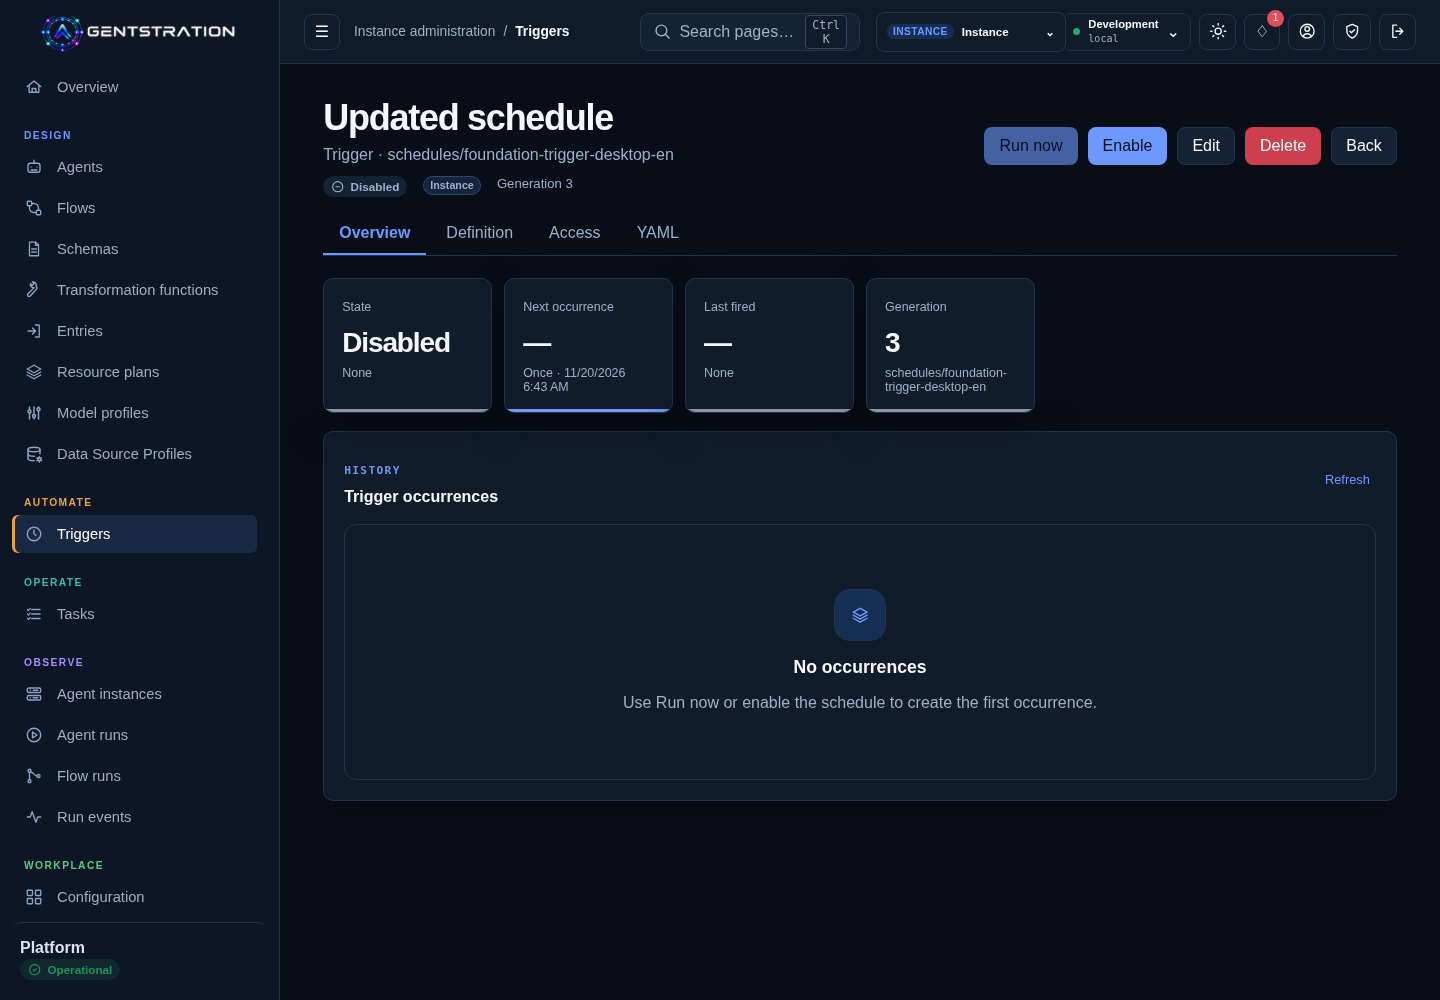 GENTSTRATION
Overview
DESIGN
Agents
Flows
Schemas
Transformation functions
Entries
Resource plans
Model profiles
Data Source Profiles
AUTOMATE
Triggers
OPERATE
Tasks
OBSERVE
Agent instances
Agent runs
Flow runs
Run events
WORKPLACE
Configuration
Platform
Operational
Instance administration / Triggers
Search pages… Ctrl K
INSTANCE Instance
Development
local
1
Updated schedule
Trigger · schedules/foundation-trigger-desktop-en
Disabled Instance Generation 3
Run now Enable Edit Delete Back
Overview Definition Access YAML
State
Disabled
None
Next occurrence
—
Once · 11/20/2026
6:43 AM
Last fired
—
None
Generation
3
schedules/foundation-
trigger-desktop-en
HISTORY
Trigger occurrences
Refresh
No occurrences
Use Run now or enable the schedule to create the first occurrence.